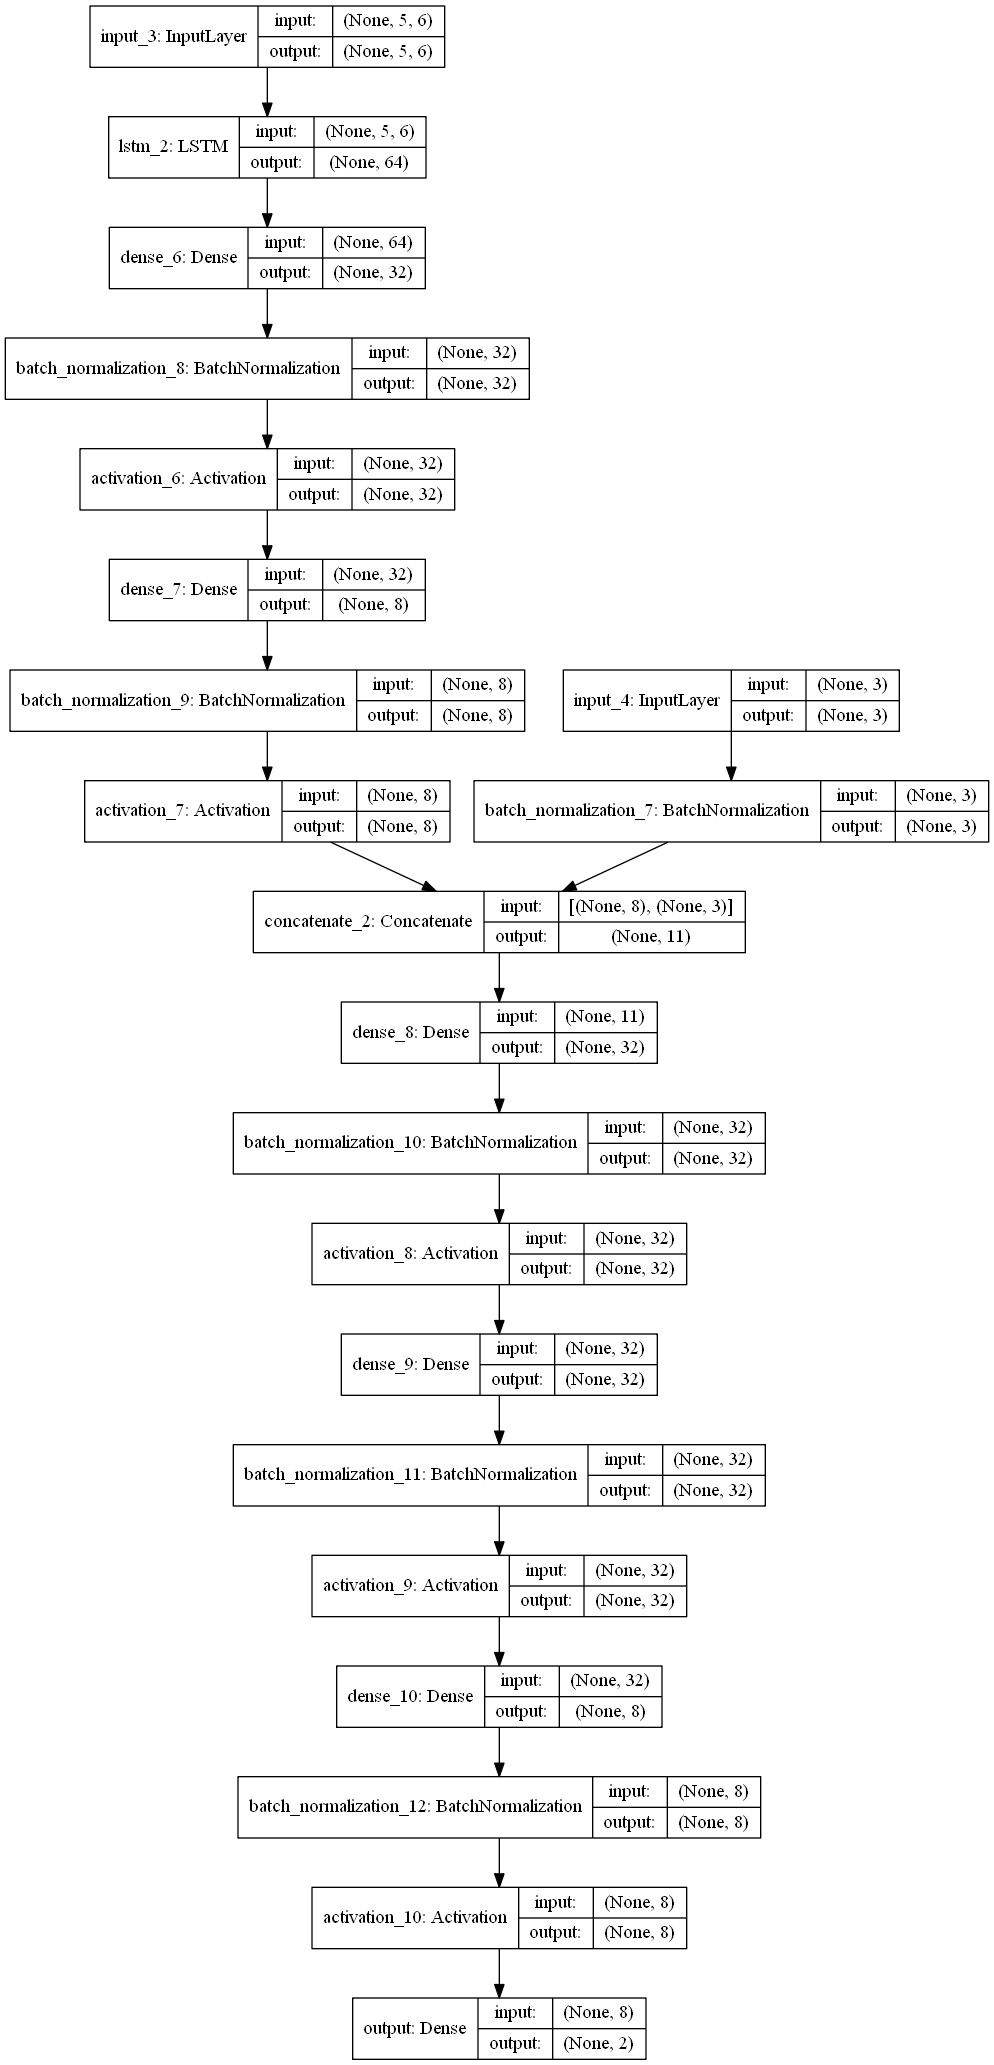 input_3: InputLayer
input: (None, 5, 6)
output: (None, 5, 6)
lstm_2: LSTM
input: (None, 5, 6)
output: (None, 64)
dense_6: Dense
input: (None, 64)
output: (None, 32)
batch_normalization_8: BatchNormalization
input: (None, 32)
output: (None, 32)
activation_6: Activation
input: (None, 32)
output: (None, 32)
dense_7: Dense
input: (None, 32)
output: (None, 8)
batch_normalization_9: BatchNormalization
input: (None, 8)
output: (None, 8)
input_4: InputLayer
input: (None, 3)
output: (None, 3)
activation_7: Activation
input: (None, 8)
output: (None, 8)
batch_normalization_7: BatchNormalization
input: (None, 3)
output: (None, 3)
concatenate_2: Concatenate
input: [(None, 8), (None, 3)]
output: (None, 11)
dense_8: Dense
input: (None, 11)
output: (None, 32)
batch_normalization_10: BatchNormalization
input: (None, 32)
output: (None, 32)
activation_8: Activation
input: (None, 32)
output: (None, 32)
dense_9: Dense
input: (None, 32)
output: (None, 32)
batch_normalization_11: BatchNormalization
input: (None, 32)
output: (None, 32)
activation_9: Activation
input: (None, 32)
output: (None, 32)
dense_10: Dense
input: (None, 32)
output: (None, 8)
batch_normalization_12: BatchNormalization
input: (None, 8)
output: (None, 8)
activation_10: Activation
input: (None, 8)
output: (None, 8)
output: Dense
input: (None, 8)
output: (None, 2)